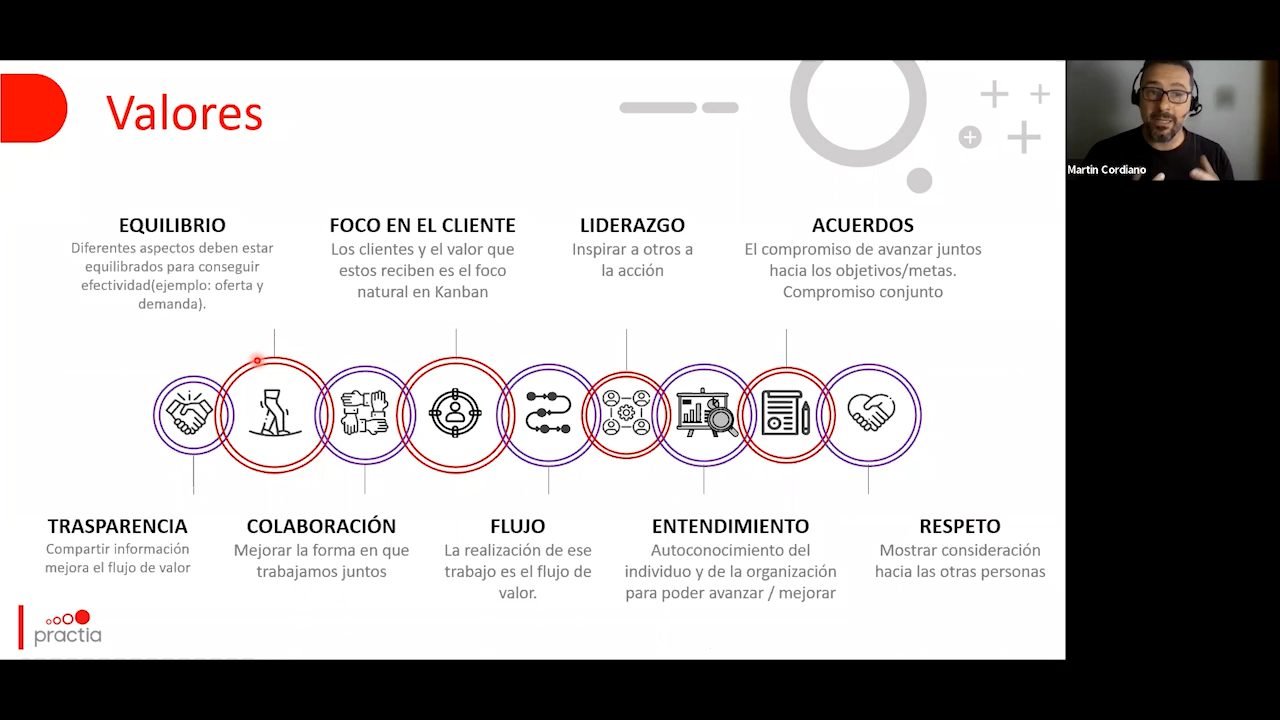 Valores
Martin Cordiano
EQUILIBRIO
Diferentes aspectos deben estar
equilibrados para conseguir
efectividad(ejemplo: oferta y
demanda).
FOCO EN EL CLIENTE
Los clientes y el valor que
estos reciben es el foco
natural en Kanban
LIDERAZGO
Inspirar a otros a
la acción
ACUERDOS
El compromiso de avanzar juntos
hacia los objetivos/metas.
Compromiso conjunto
TRASPARENCIA
Compartir información
mejora el flujo de valor
COLABORACIÓN
Mejorar la forma en que
trabajamos juntos
FLUJO
La realización de ese
trabajo es el flujo de
valor.
ENTENDIMIENTO
Autoconocimiento del
individuo y de la organización
para poder avanzar / mejorar
RESPETO
Mostrar consideración
hacia las otras personas
practia